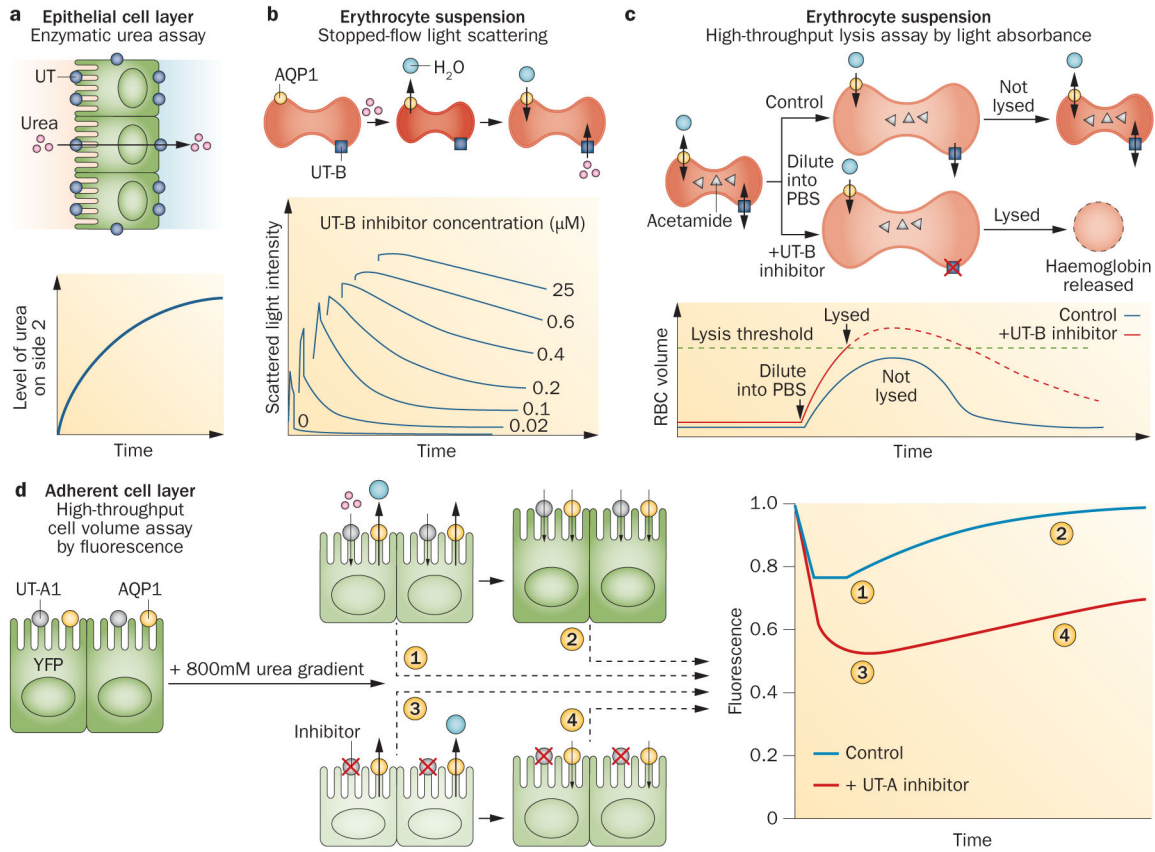 a Epithelial cell layer
Enzymatic urea assay
UT
Urea
Level of urea
on side 2
Time
b Erythrocyte suspension
Stopped-flow light scattering
AQP1
H₂O
UT-B
UT-B inhibitor concentration (μM)
Scattered light intensity
25
0.6
0.4
0.2
0.1
0.02
0
Time
c Erythrocyte suspension
High-throughput lysis assay by light absorbance
Control
Not
lysed
Dilute
into
PBS
Acetamide
+UT-B
inhibitor
Lysed
Haemoglobin
released
RBC volume
Lysis threshold
Lysed
Control
+UT-B inhibitor
Dilute
into PBS
Not
lysed
Time
d Adherent cell layer
High-throughput
cell volume assay
by fluorescence
UT-A1
AQP1
YFP
+ 800mM urea gradient
1
2
3
4
Inhibitor
Fluorescence
1.0
0.8
0.6
0.4
0.2
0
1
2
3
4
Control
+ UT-A inhibitor
Time